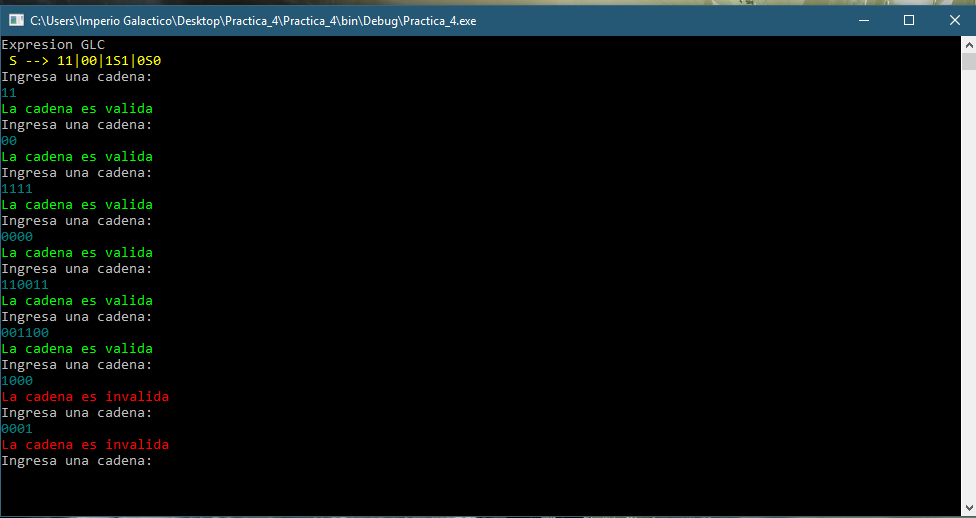 C:\Users\Imperio Galactico\Desktop\Practica_4\Practica_4\bin\Debug\Practica_4.exe
Expresion GLC
S --> 11|00|1S1|0S0
Ingresa una cadena:
11
La cadena es valida
Ingresa una cadena:
00
La cadena es valida
Ingresa una cadena:
1111
La cadena es valida
Ingresa una cadena:
0000
La cadena es valida
Ingresa una cadena:
110011
La cadena es valida
Ingresa una cadena:
001100
La cadena es valida
Ingresa una cadena:
1000
La cadena es invalida
Ingresa una cadena:
0001
La cadena es invalida
Ingresa una cadena: